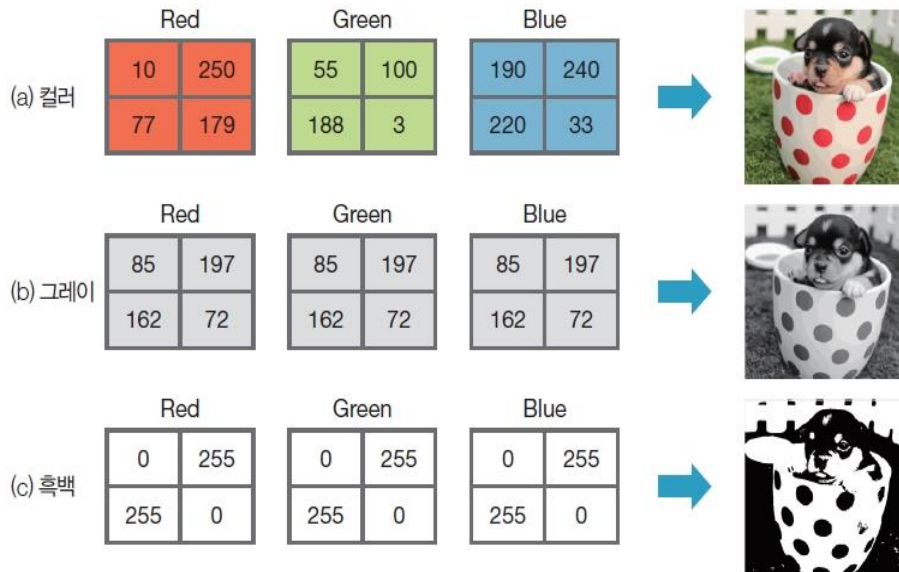 Red Green Blue
10 250 55 100 190 240
(a) 컬러
77 179 188 3 220 33
Red Green Blue
85 197 85 197 85 197
(b) 그레이
162 72 162 72 162 72
Red Green Blue
0 255 0 255 0 255
(c) 흑백
255 0 255 0 255 0